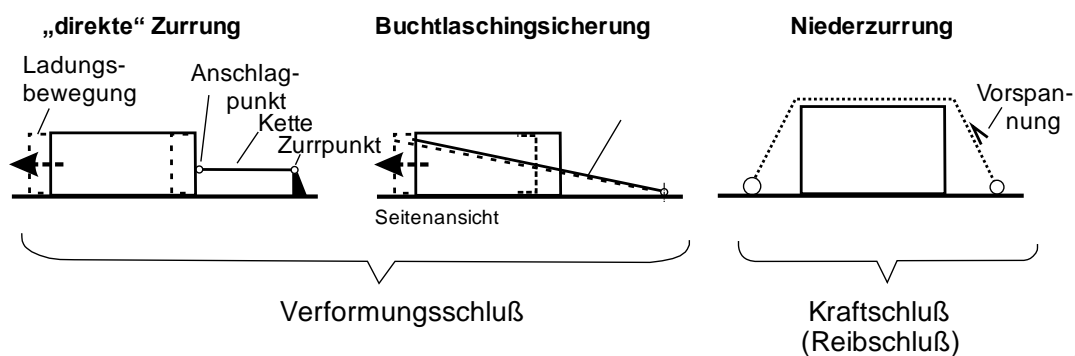 „direkte“ Zurrung
Buchtlaschingsicherung
Niederzurrung
Ladungs-
bewegung
Anschlag-
punkt
Kette
Zurrpunkt
Seitenansicht
Vorspan-
nung
Verformungsschluß
Kraftschluß
(Reibschluß)